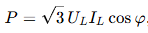 P = √3 U_L I_L cos φ.